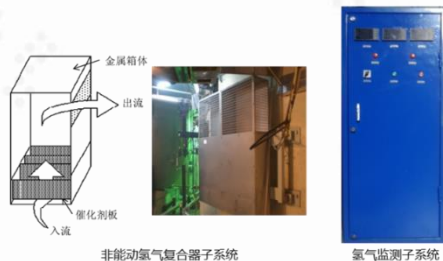 金属箱体
出流
催化剂板
入流
非能动氢气复合器子系统
氢气监测子系统